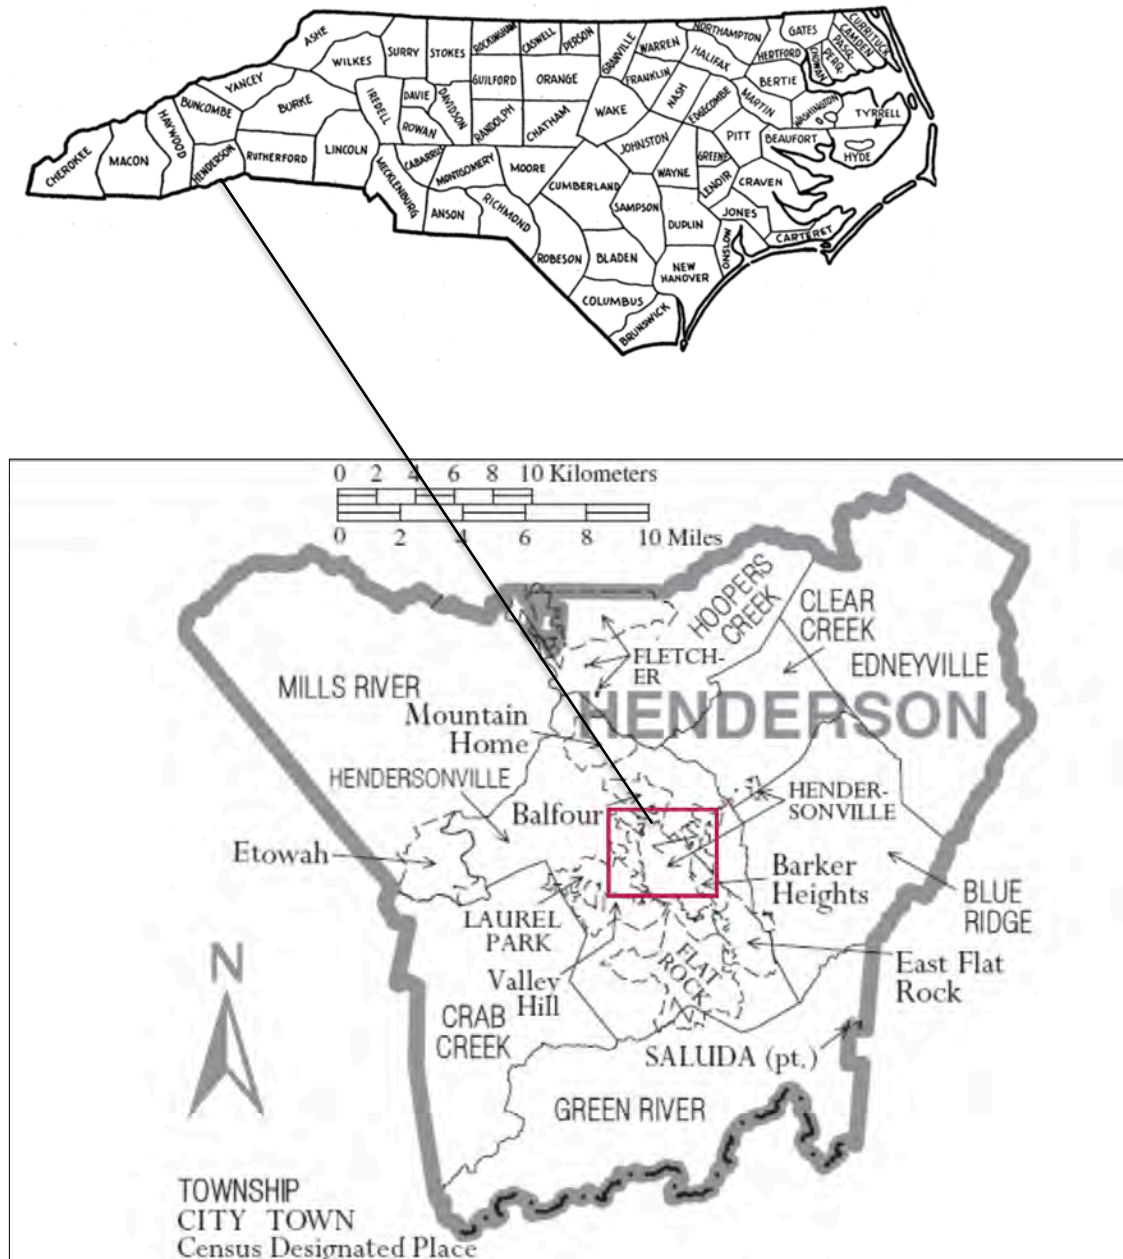 ASHE
WILKES
SURRY
STOKES
ROCKINGHAM
CASWELL
PERSON
GRANVILLE
WARREN
NORTHAMPTON
HALIFAX
HERTFORD
GATES
CHOWAN
PERQ.
PASQ.
CAMDEN
CURRITUCK
YANCEY
BURKE
IREDELL
DAVIE
DAVIDSON
GUILFORD
ORANGE
FRANKLIN
NASH
EDGECOMBE
BERTIE
MARTIN
WASHINGTON
TYRRELL
BUNCOMBE
ROWAN
RANDOLPH
CHATHAM
WAKE
JOHNSTON
PITT
BEAUFORT
HYDE
CHEROKEE
MACON
HAYWOOD
HENDERSON
RUTHERFORD
LINCOLN
MECKLENBURG
CABARRUS
MONTGOMERY
MOORE
CUMBERLAND
WAYNE
GREENE
LENOIR
CRAVEN
ANSON
RICHMOND
SAMPSON
DUPLIN
JONES
ONSLOW
CARTERET
ROBESON
BLADEN
NEW
HANOVER
COLUMBUS
BRUNSWICK
0 2 4 6 8 10 Kilometers
0 2 4 6 8 10 Miles
HOOPERS
CREEK
CLEAR
CREEK
FLETCH-
ER
EDNEYVILLE
MILLS RIVER
HENDERSON
Mountain
Home
HENDERSONVILLE
HENDER-
SONVILLE
Balfour
Etowah
Barker
Heights
BLUE
RIDGE
LAUREL
PARK
FLAT
ROCK
East Flat
Rock
Valley
Hill
N
CRAB
CREEK
SALUDA (pt.)
GREEN RIVER
TOWNSHIP
CITY TOWN
Census Designated Place